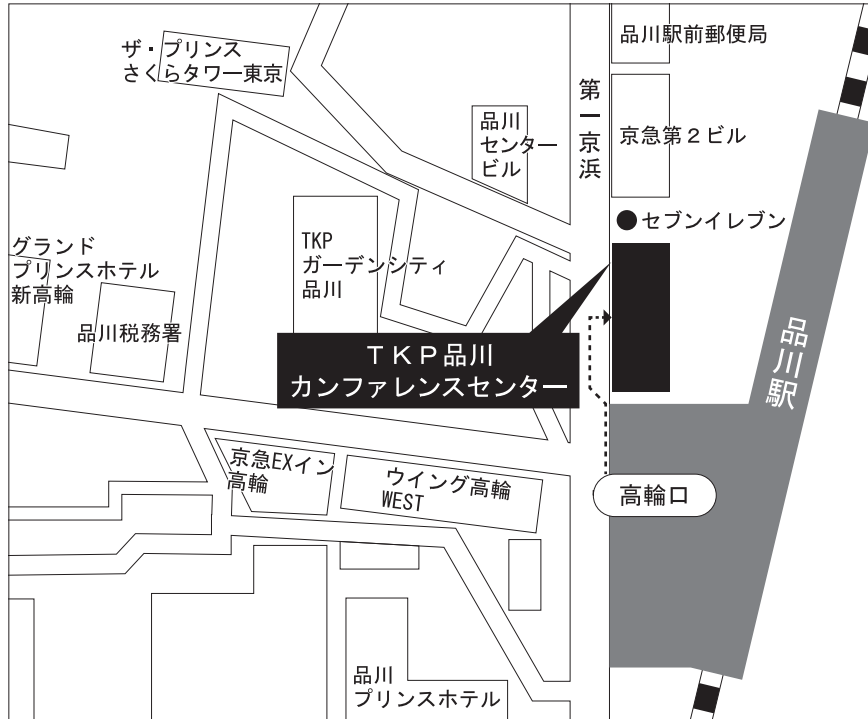 品川駅前郵便局
ザ・プリンス
さくらタワー東京
第一京浜
品川
センター
ビル
京急第2ビル
セブンイレブン
TKP
ガーデンシティ
品川
グランド
プリンスホテル
新高輪
品川税務署
TKP品川
カンファレンスセンター
品川駅
京急EXイン
高輪
ウイング高輪
WEST
高輪口
品川
プリンスホテル